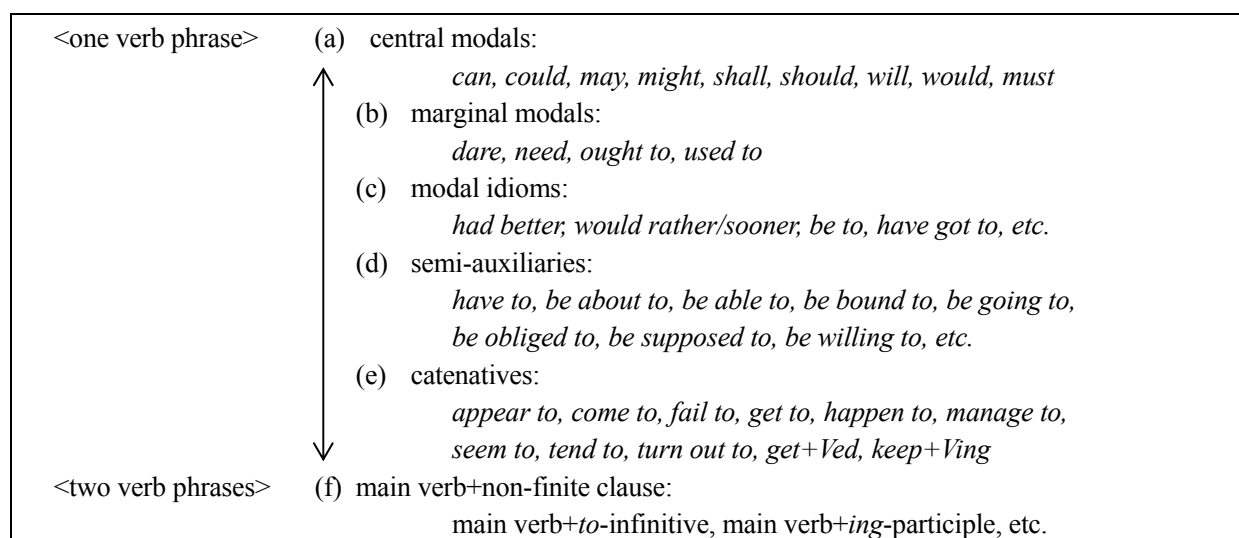 <one verb phrase> (a) central modals:
can, could, may, might, shall, should, will, would, must
(b) marginal modals:
dare, need, ought to, used to
(c) modal idioms:
had better, would rather/sooner, be to, have got to, etc.
(d) semi-auxiliaries:
have to, be about to, be able to, be bound to, be going to,
be obliged to, be supposed to, be willing to, etc.
(e) catenatives:
appear to, come to, fail to, get to, happen to, manage to,
seem to, tend to, turn out to, get+Ved, keep+Ving
<two verb phrases> (f) main verb+non-finite clause:
main verb+to-infinitive, main verb+ing-participle, etc.